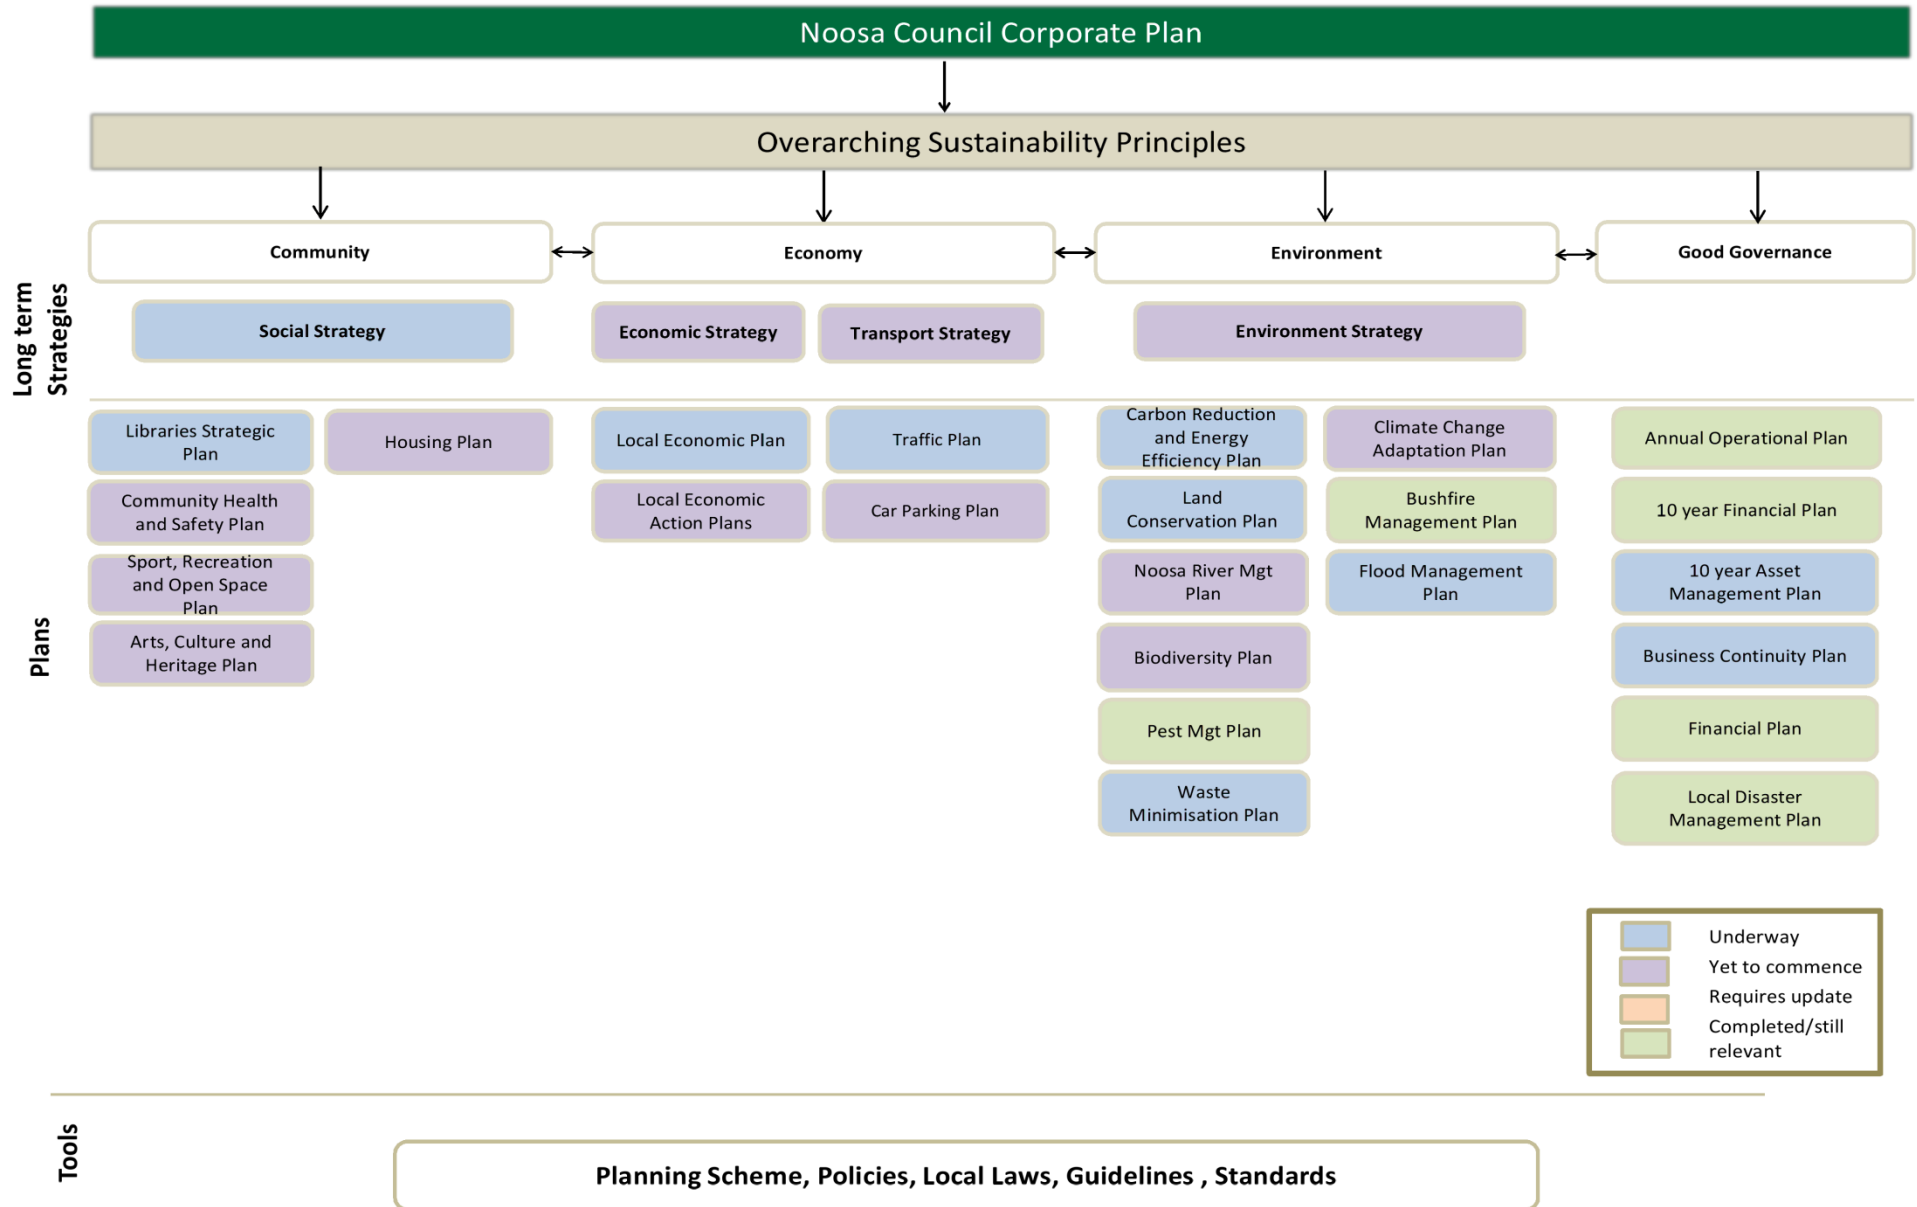 Noosa Council Corporate Plan
Overarching Sustainability Principles
Community
Economy
Environment
Good Governance
Long term
Strategies
Social Strategy
Economic Strategy
Transport Strategy
Environment Strategy
Plans
Libraries Strategic
Plan
Housing Plan
Community Health
and Safety Plan
Sport, Recreation
and Open Space
Plan
Arts, Culture and
Heritage Plan
Local Economic Plan
Traffic Plan
Local Economic
Action Plans
Car Parking Plan
Carbon Reduction
and Energy
Efficiency Plan
Climate Change
Adaptation Plan
Land
Conservation Plan
Bushfire
Management Plan
Noosa River Mgt
Plan
Flood Management
Plan
Biodiversity Plan
Pest Mgt Plan
Waste
Minimisation Plan
Annual Operational Plan
10 year Financial Plan
10 year Asset
Management Plan
Business Continuity Plan
Financial Plan
Local Disaster
Management Plan
Underway
Yet to commence
Requires update
Completed/still
relevant
Tools
Planning Scheme, Policies, Local Laws, Guidelines , Standards